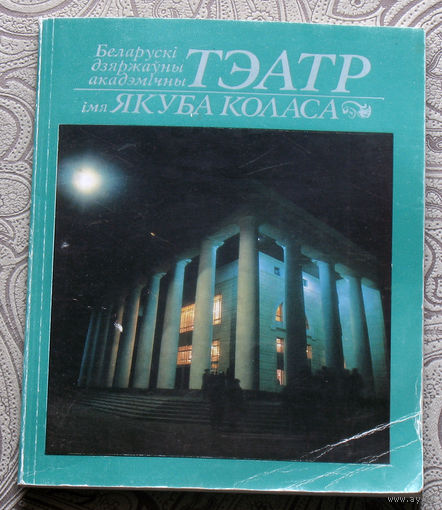 Беларускі
дзяржаўны
акадэмічны
ТЭАТР
імя ЯКУБА КОЛАСА